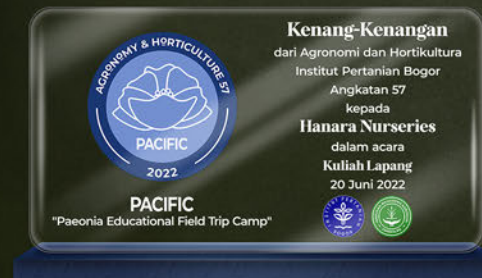 AGRONOMY & HORTICULTURE 57
PACIFIC
2022
PACIFIC
"Paeonia Educational Field Trip Camp"
Kenang-Kenangan
dari Agronomi dan Hortikultura
Institut Pertanian Bogor
Angkatan 57
kepada
Hanara Nurseries
dalam acara
Kuliah Lapang
20 Juni 2022